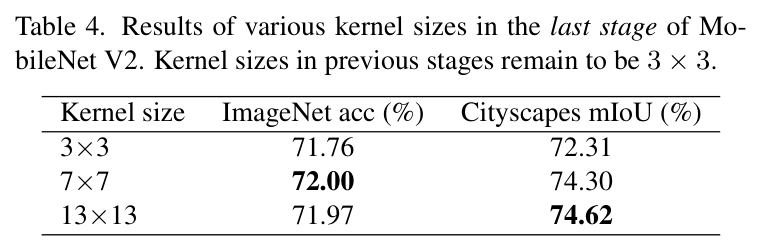 Table 4. Results of various kernel sizes in the last stage of Mo-
bileNet V2. Kernel sizes in previous stages remain to be 3 × 3.
Kernel size ImageNet acc (%) Cityscapes mIoU (%)
3×3 71.76 72.31
7×7 72.00 74.30
13×13 71.97 74.62